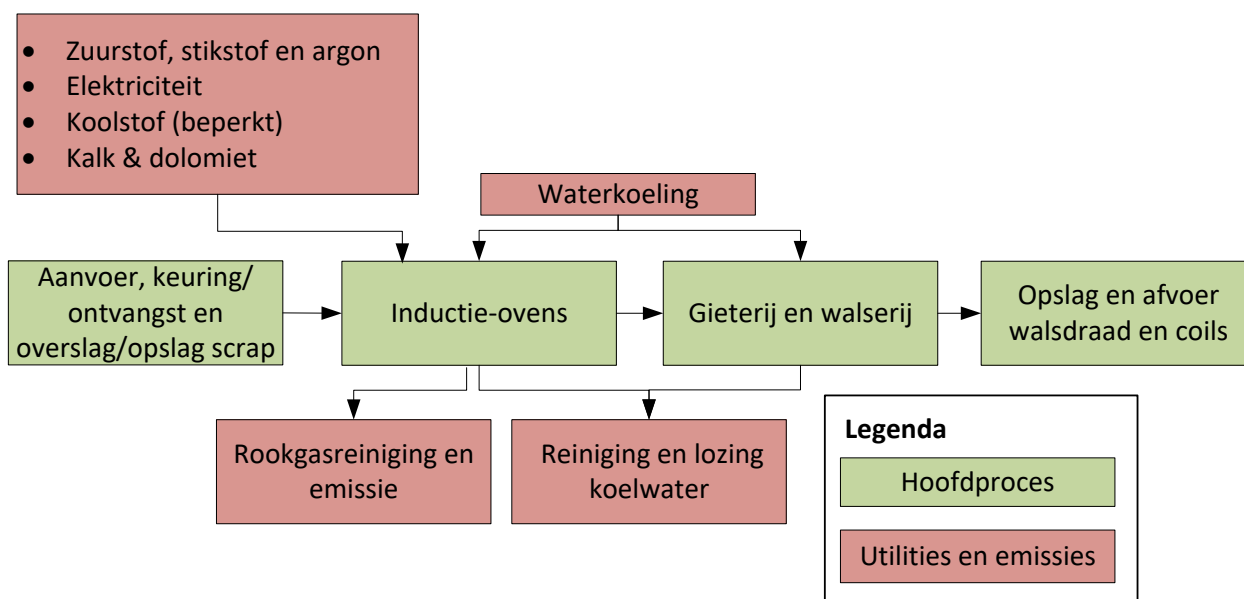 • Zuurstof, stikstof en argon
• Elektriciteit
• Koolstof (beperkt)
• Kalk & dolomiet
Waterkoeling
Aanvoer, keuring/
ontvangst en
overslag/opslag scrap
Inductie-ovens
Gieterij en walserij
Opslag en afvoer
walsdraad en coils
Rookgasreiniging en
emissie
Reiniging en lozing
koelwater
Legenda
Hoofdproces
Utilities en emissies